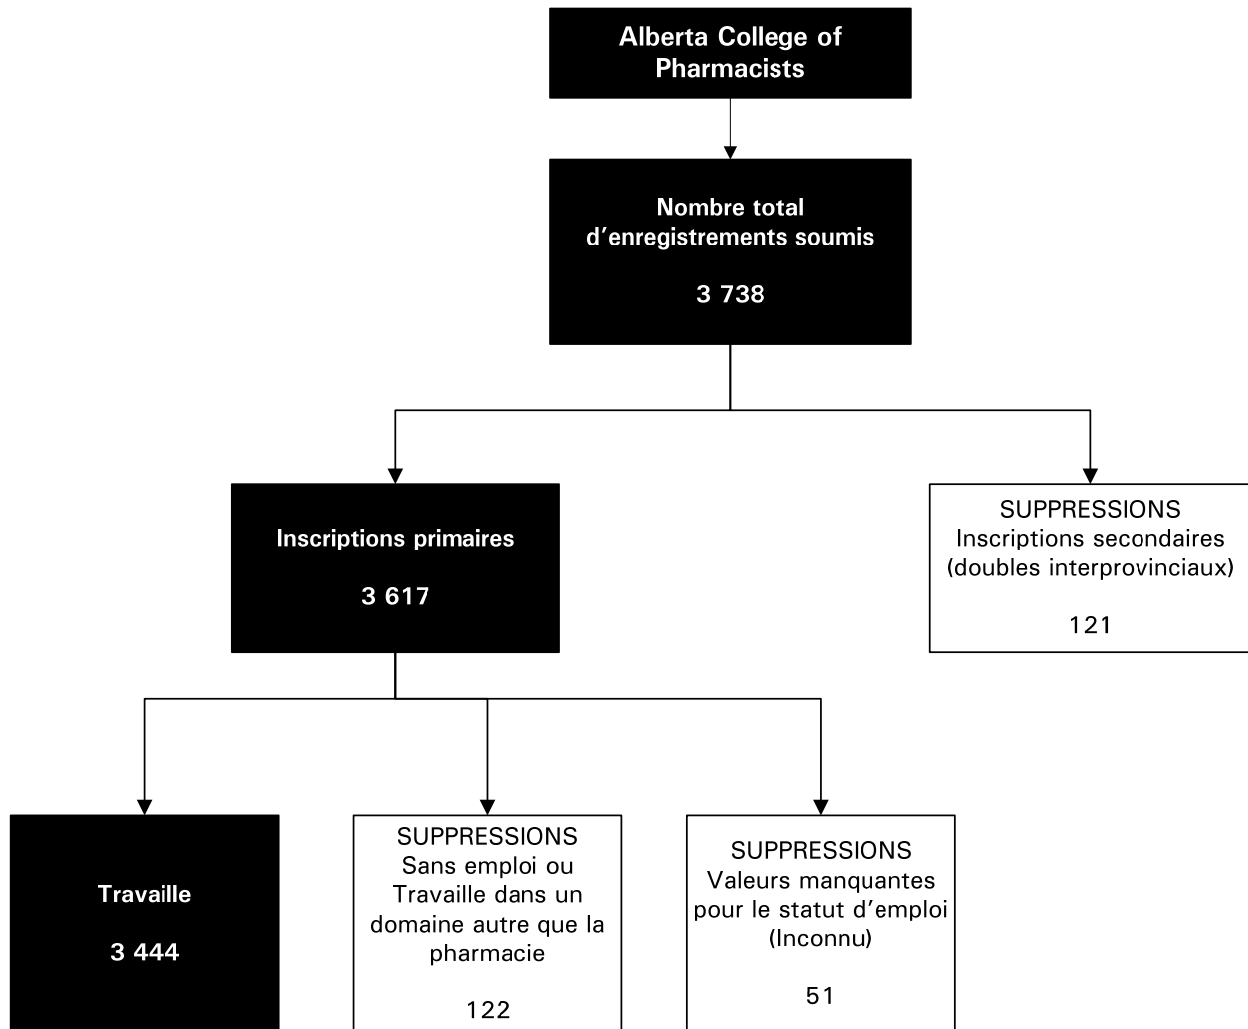 Alberta College of
Pharmacists
Nombre total
d'enregistrements soumis
3 738
Inscriptions primaires
3 617
SUPPRESSIONS
Inscriptions secondaires
(doubles interprovinciaux)
121
Travaille
3 444
SUPPRESSIONS
Sans emploi ou
Travaille dans un
domaine autre que la
pharmacie
122
SUPPRESSIONS
Valeurs manquantes
pour le statut d'emploi
(Inconnu)
51